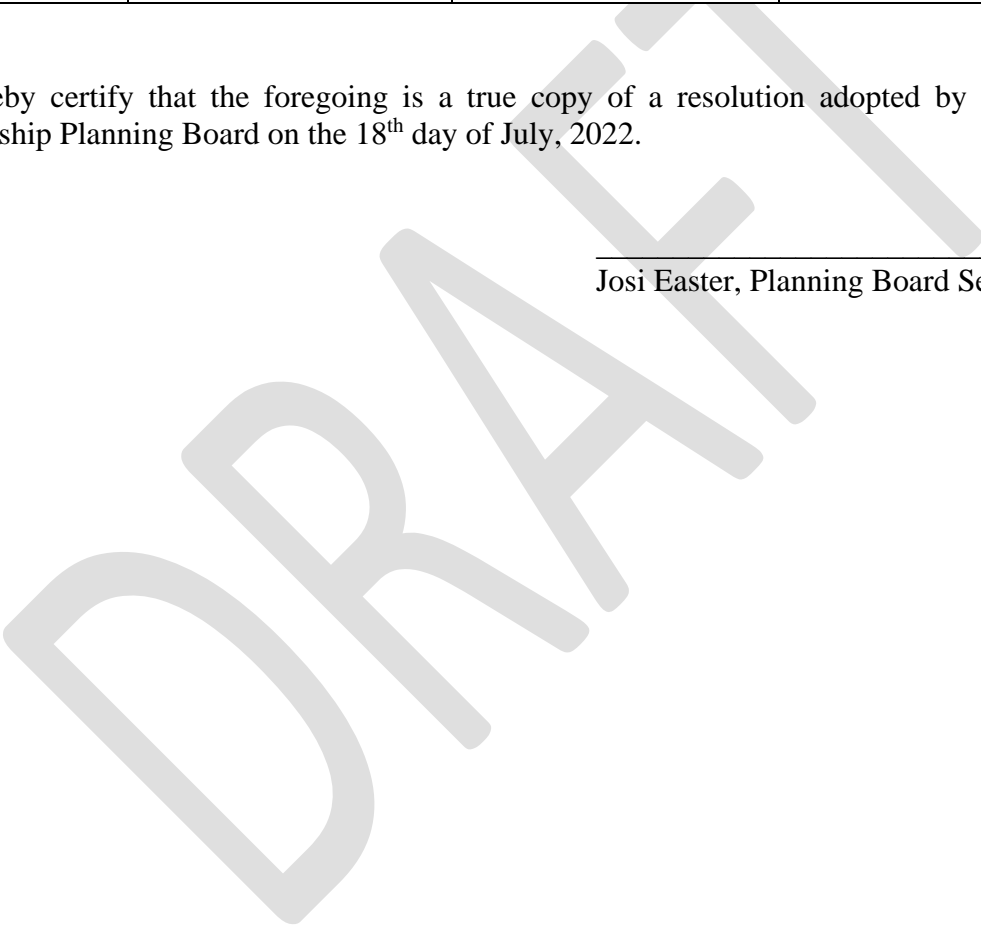 eby certify that the foregoing is a true copy of a resolution adopted by
ship Planning Board on the 18th day of July, 2022.
Josi Easter, Planning Board Se
DRAFT